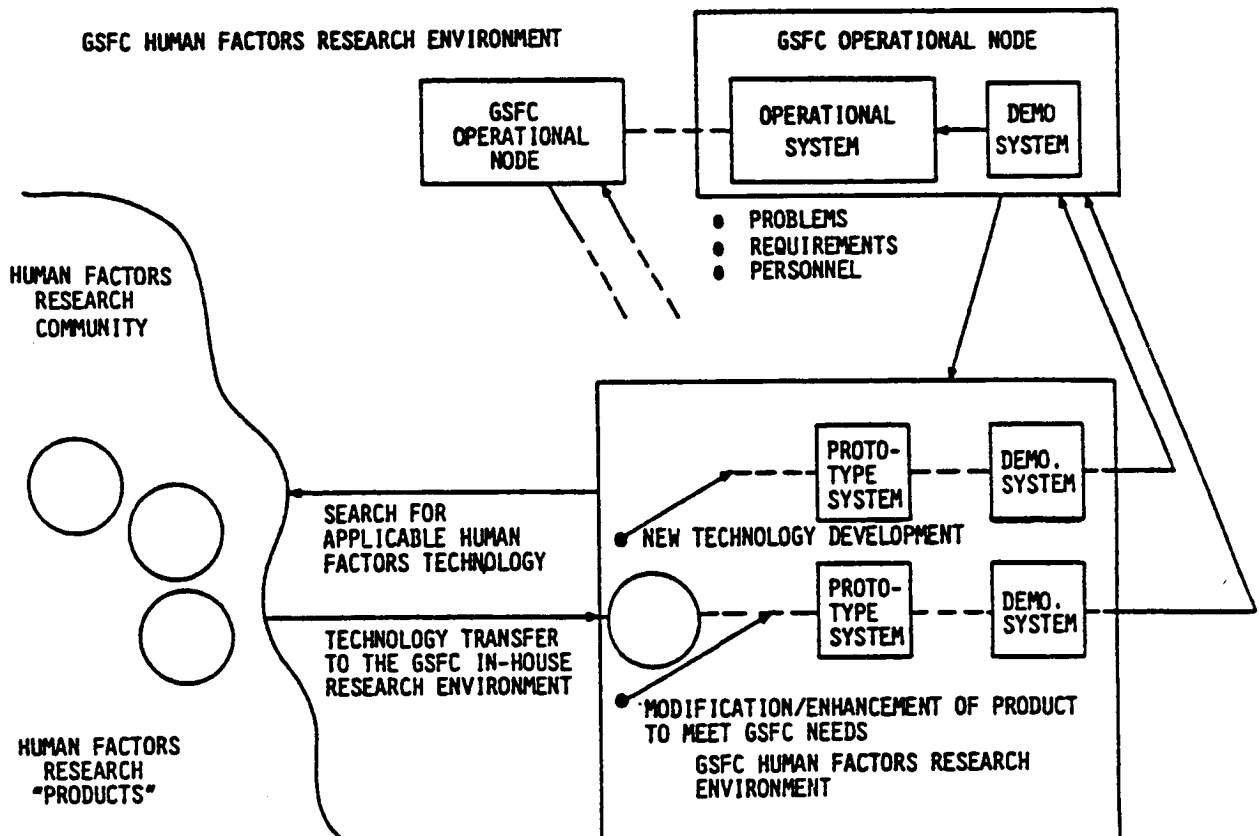 GSFC HUMAN FACTORS RESEARCH ENVIRONMENT
GSFC OPERATIONAL NODE
GSFC
OPERATIONAL
NODE
OPERATIONAL
SYSTEM
DEMO
SYSTEM
● PROBLEMS
● REQUIREMENTS
● PERSONNEL
HUMAN FACTORS
RESEARCH
COMMUNITY
SEARCH FOR
APPLICABLE HUMAN
FACTORS TECHNOLOGY
PROTO-
TYPE
SYSTEM
DEMO.
SYSTEM
● NEW TECHNOLOGY DEVELOPMENT
TECHNOLOGY TRANSFER
TO THE GSFC IN-HOUSE
RESEARCH ENVIRONMENT
PROTO-
TYPE
SYSTEM
DEMO.
SYSTEM
● MODIFICATION/ENHANCEMENT OF PRODUCT
TO MEET GSFC NEEDS
GSFC HUMAN FACTORS RESEARCH
ENVIRONMENT
HUMAN FACTORS
RESEARCH
"PRODUCTS"